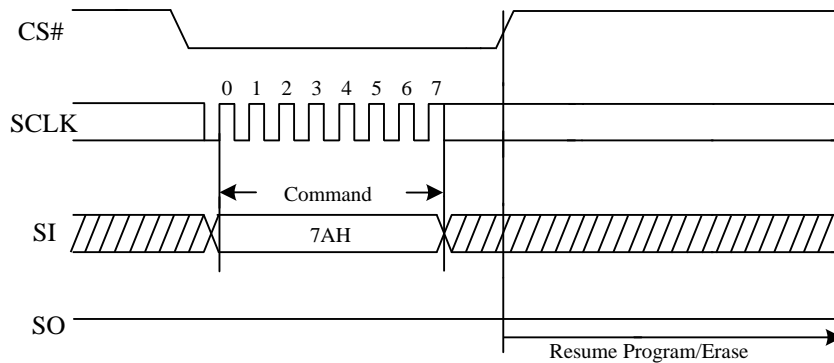 CS#
0 1 2 3 4 5 6 7
SCLK
Command
SI
7AH
SO
Resume Program/Erase